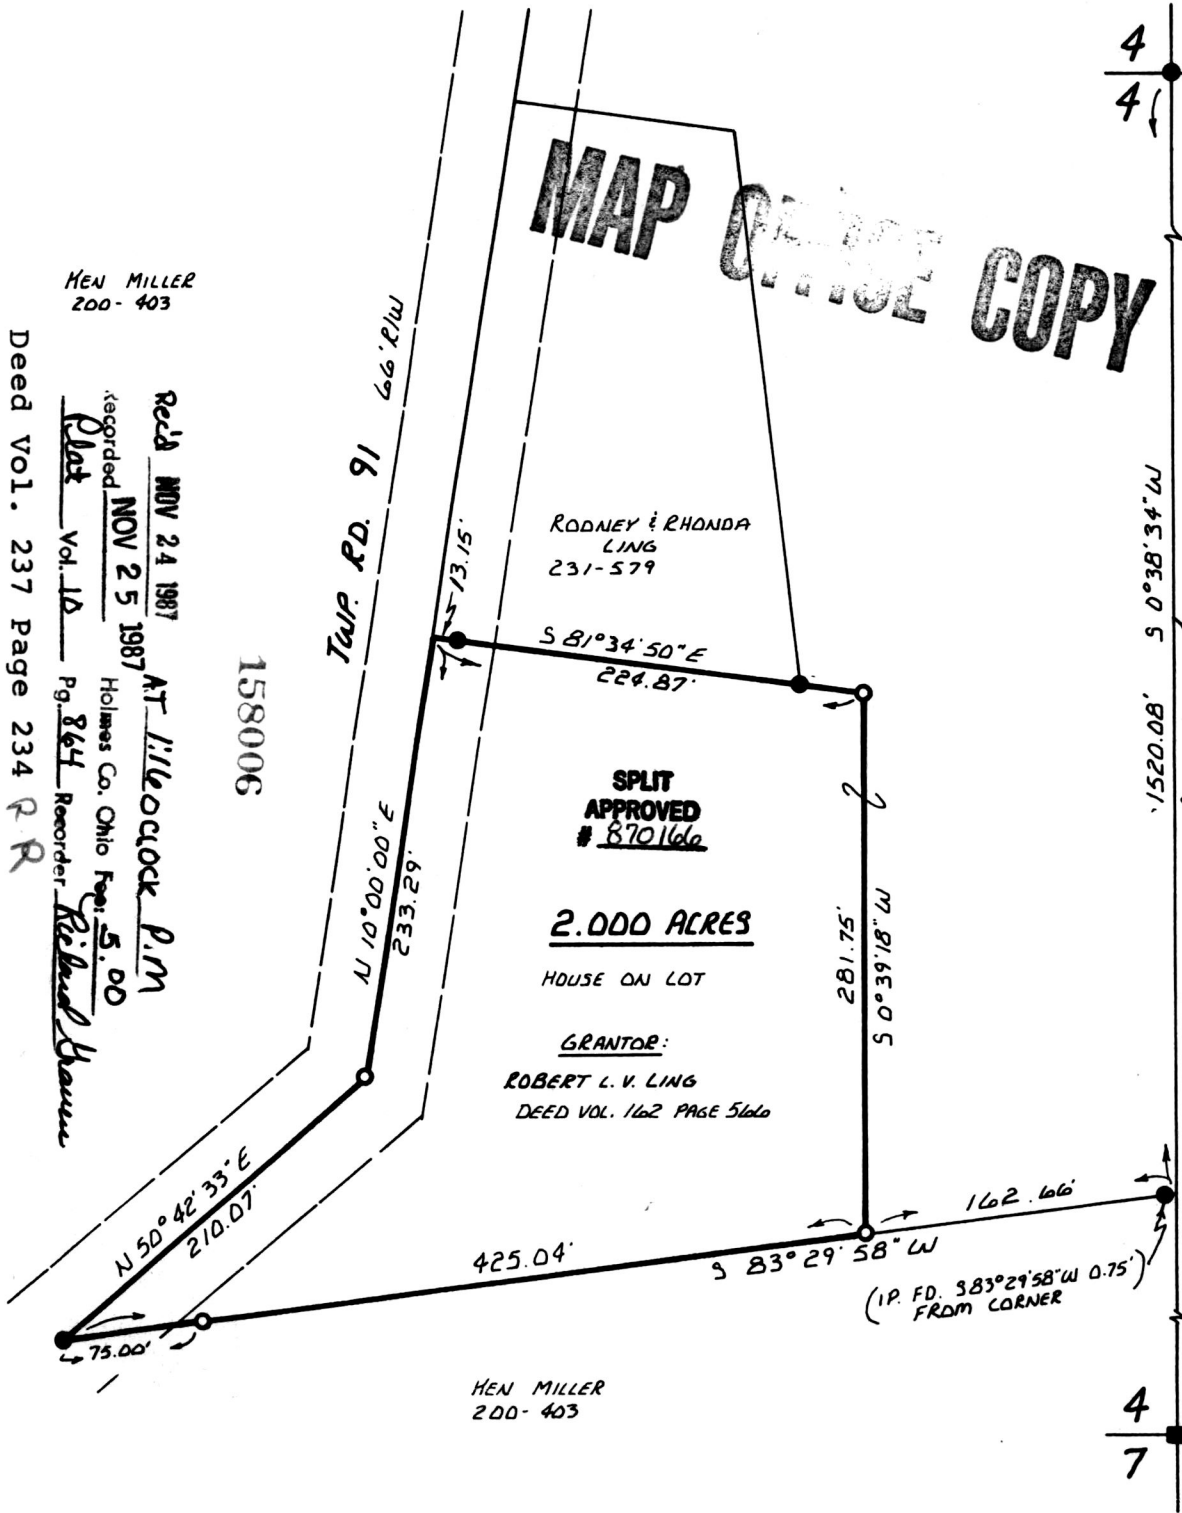 4
4
MAP OFFICE COPY
KEN MILLER
200-403
66' R/W
TWP. RD. 91
13.15'
RODNEY & RHONDA
LING
231-579
S 81°34'50" E
224.87'
S 0°38'34" W
1520.08'
Rec'd NOV 24 1987 AT 1:16 O'CLOCK P.M
Recorded NOV 25 1987 Holmes Co. Ohio Fee: 5.00
Plat Vol. 10 Pg. 864 Recorder
Deed Vol. 237 Page 234 R R
158006
SPLIT
APPROVED
# 870166
2.000 ACRES
HOUSE ON LOT
GRANTOR:
ROBERT L. V. LING
DEED VOL. 162 PAGE 566
N 10°00'00" E
233.29'
281.75'
S 0°39'18" W
N 50°42'33" E
210.07'
425.04'
S 83°29'58" W
162.66'
(I.P. FD. S83°29'58"W 0.75')
FROM CORNER
75.00'
KEN MILLER
200-403
4
7